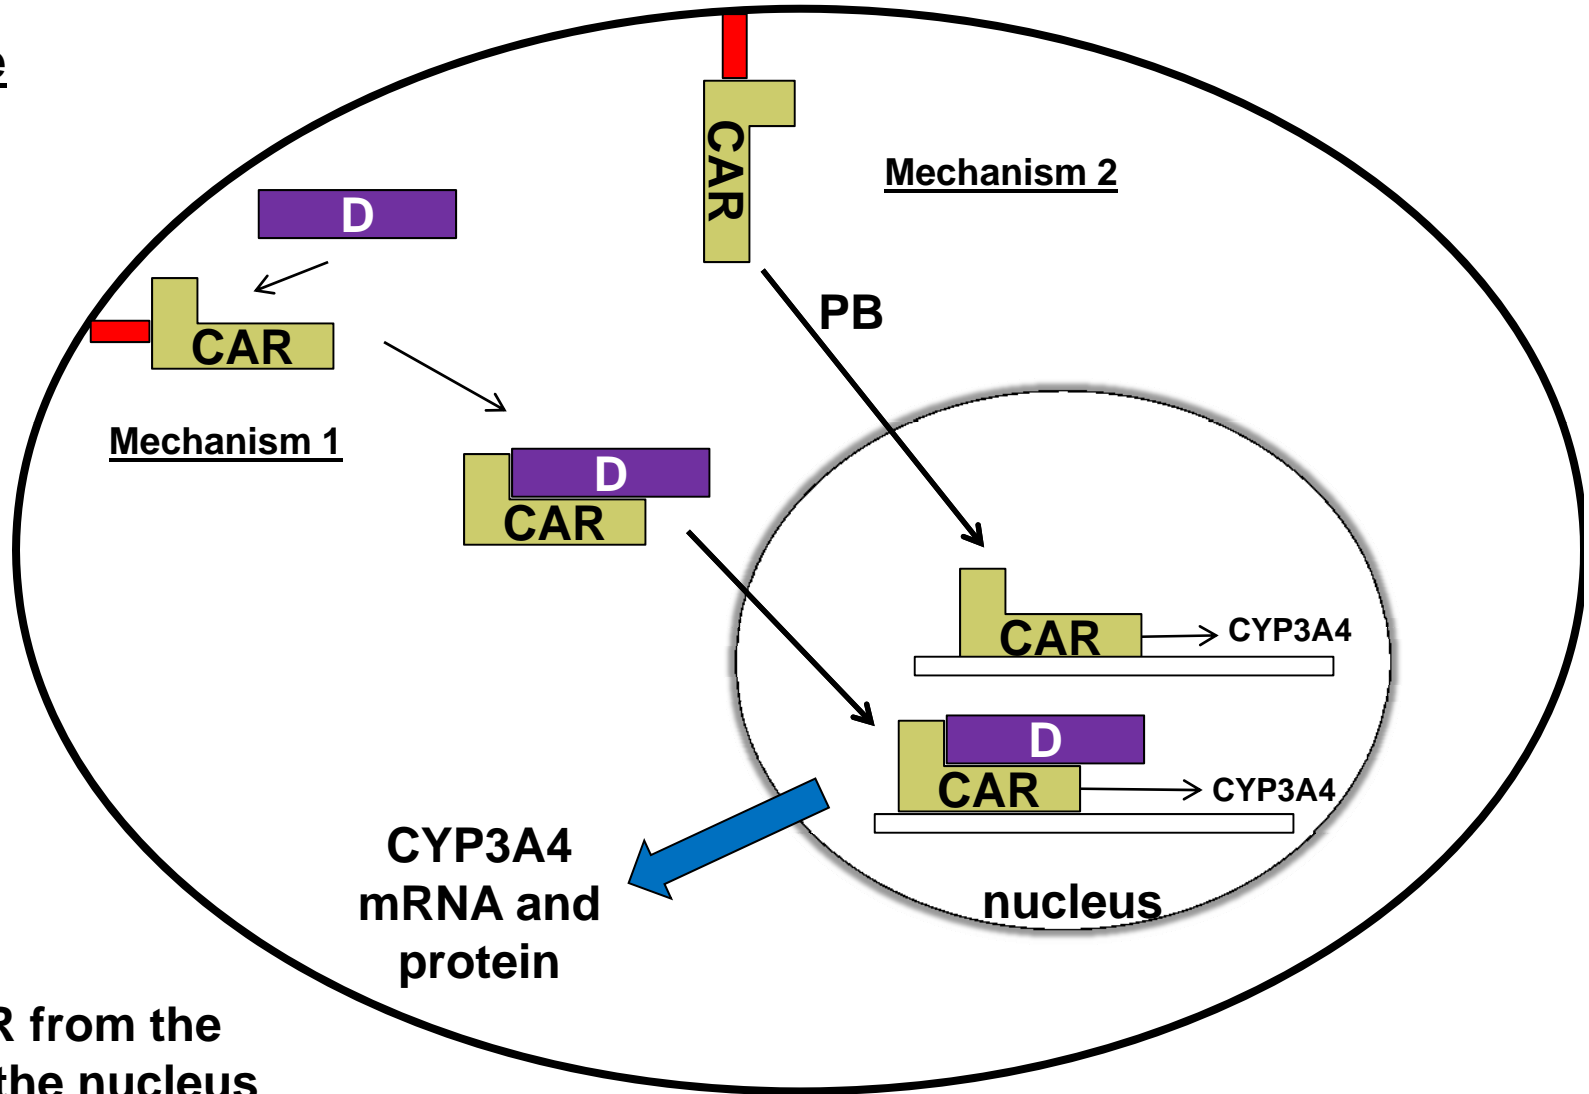 CAR
Mechanism 2
D
PB
CAR
Mechanism 1
D
CAR
CAR
CYP3A4
D
CAR
CYP3A4
nucleus
CYP3A4
mRNA and
protein
from the
the nucleus